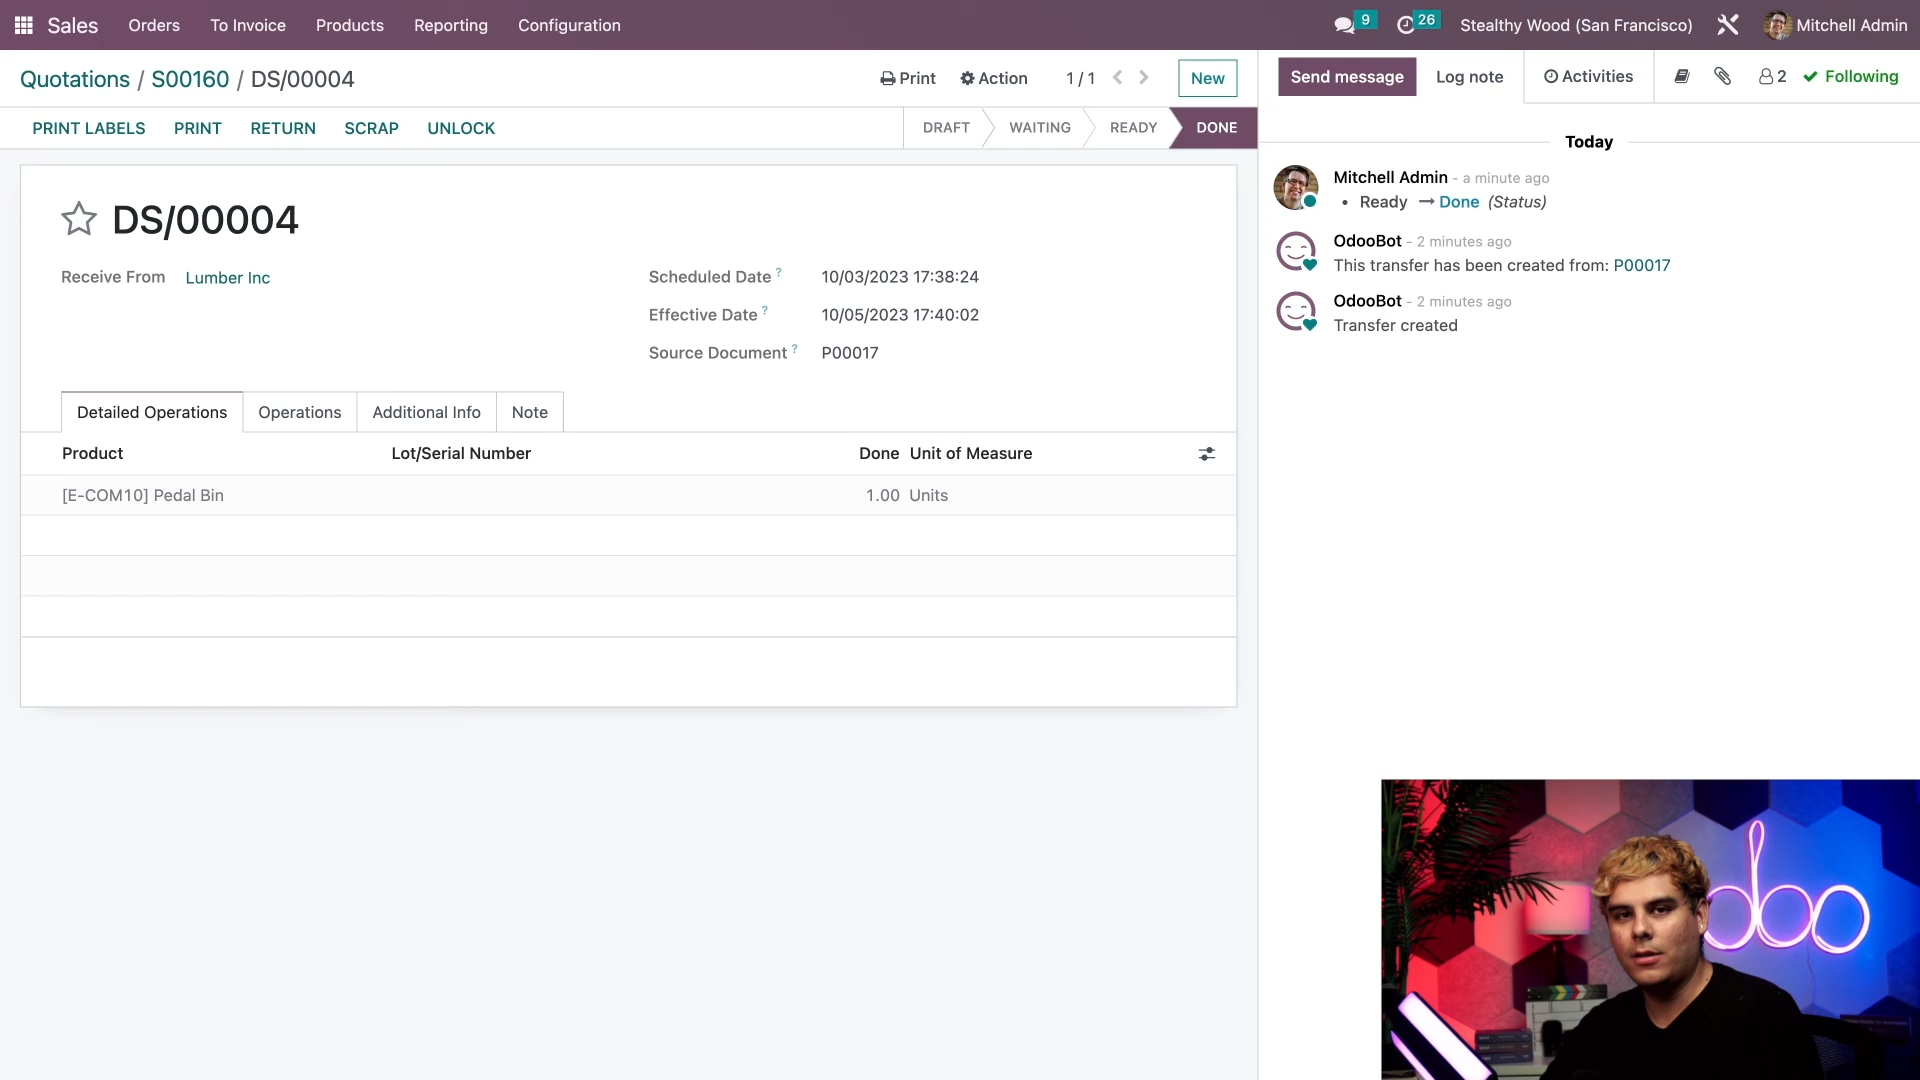 Sales Orders To Invoice Products Reporting Configuration 9 26 Stealthy Wood (San Francisco) Mitchell Admin
Quotations / S00160 / DS/00004 Print Action 1 / 1 New
PRINT LABELS PRINT RETURN SCRAP UNLOCK DRAFT WAITING READY DONE
DS/00004
Receive From Lumber Inc
Scheduled Date ? 10/03/2023 17:38:24
Effective Date ? 10/05/2023 17:40:02
Source Document ? P00017
Detailed Operations Operations Additional Info Note
Product Lot/Serial Number Done Unit of Measure
[E-COM10] Pedal Bin 1.00 Units
Send message Log note Activities 2 Following
Today
Mitchell Admin - a minute ago
• Ready → Done (Status)
OdooBot - 2 minutes ago
This transfer has been created from: P00017
OdooBot - 2 minutes ago
Transfer created